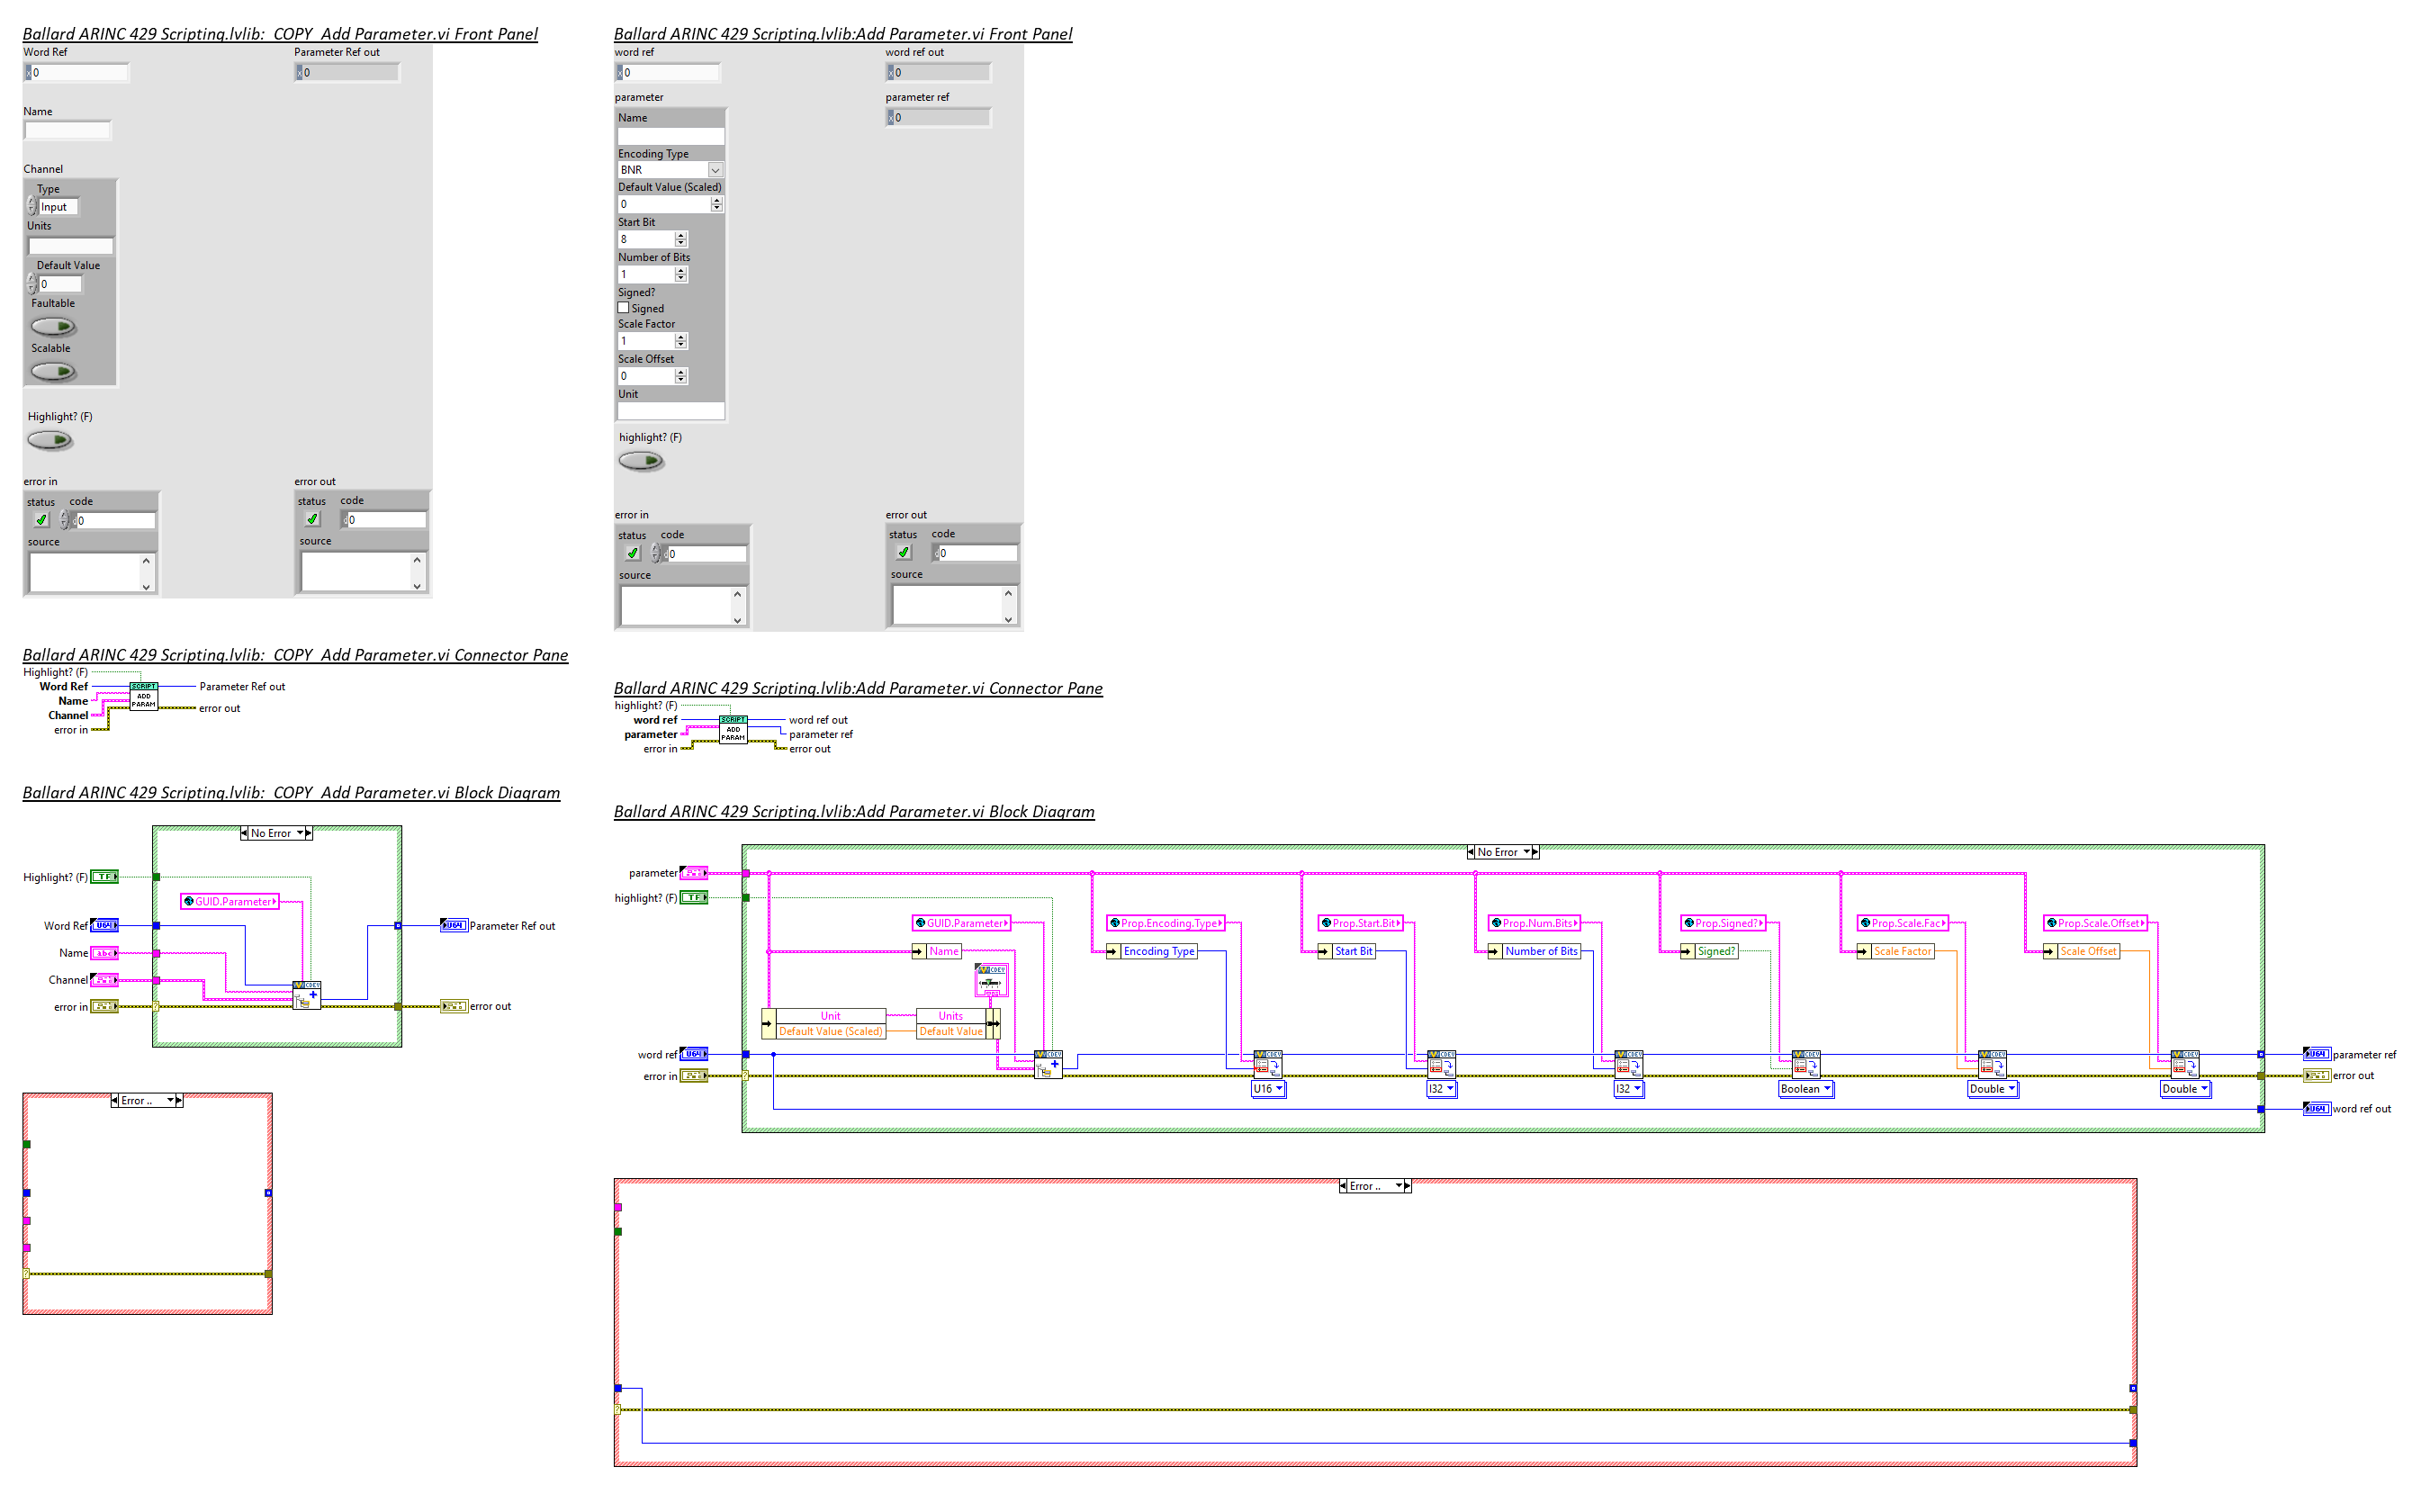 Ballard ARINC 429 Scripting.lvlib:  COPY  Add Parameter.vi Front Panel
Word Ref
Parameter Ref out
x 0
x 0
Name
Channel
Type
Input
Units
Default Value
0
Faultable
Scalable
Highlight? (F)
error in
error out
status code
status code
0
0
source
source
Ballard ARINC 429 Scripting.lvlib:  COPY  Add Parameter.vi Connector Pane
Highlight? (F)
Word Ref
Name
Channel
error in
SCRIPT
ADD
PARAM
Parameter Ref out
error out
Ballard ARINC 429 Scripting.lvlib:  COPY  Add Parameter.vi Block Diagram
No Error
Highlight? (F)
TF
GUID.Parameter
Word Ref
U64
U64
Parameter Ref out
Name
abc
Channel
CDEV
error in
error out
Error ..
Ballard ARINC 429 Scripting.lvlib:Add Parameter.vi Front Panel
word ref
word ref out
x 0
x 0
parameter
parameter ref
x 0
Name
Encoding Type
BNR
Default Value (Scaled)
0
Start Bit
8
Number of Bits
1
Signed?
Signed
Scale Factor
1
Scale Offset
0
Unit
highlight? (F)
error in
error out
status code
status code
0
0
source
source
Ballard ARINC 429 Scripting.lvlib:Add Parameter.vi Connector Pane
highlight? (F)
word ref
parameter
error in
SCRIPT
ADD
PARAM
word ref out
parameter ref
error out
Ballard ARINC 429 Scripting.lvlib:Add Parameter.vi Block Diagram
No Error
parameter
highlight? (F)
TF
GUID.Parameter
Prop.Encoding.Type
Prop.Start.Bit
Prop.Num.Bits
Prop.Signed?
Prop.Scale.Fac
Prop.Scale.Offset
Name
Encoding Type
Start Bit
Number of Bits
Signed?
Scale Factor
Scale Offset
CDEV
Unit
Units
Default Value (Scaled)
Default Value
word ref
U64
CDEV
CDEV
CDEV
CDEV
CDEV
CDEV
CDEV
U64
parameter ref
error in
error out
U16
I32
I32
Boolean
Double
Double
U64
word ref out
Error ..